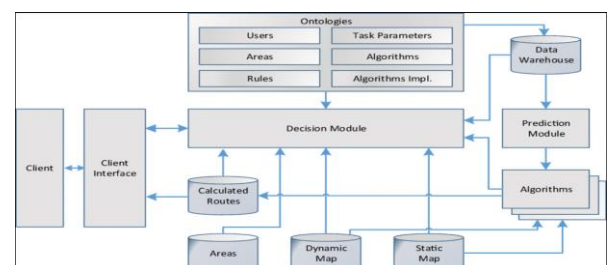 Ontologies
Users
Task Parameters
Areas
Algorithms
Rules
Algorithms Impl.
Data
Warehouse
Client
Client
Interface
Decision Module
Prediction
Module
Calculated
Routes
Algorithms
Areas
Dynamic
Map
Static
Map